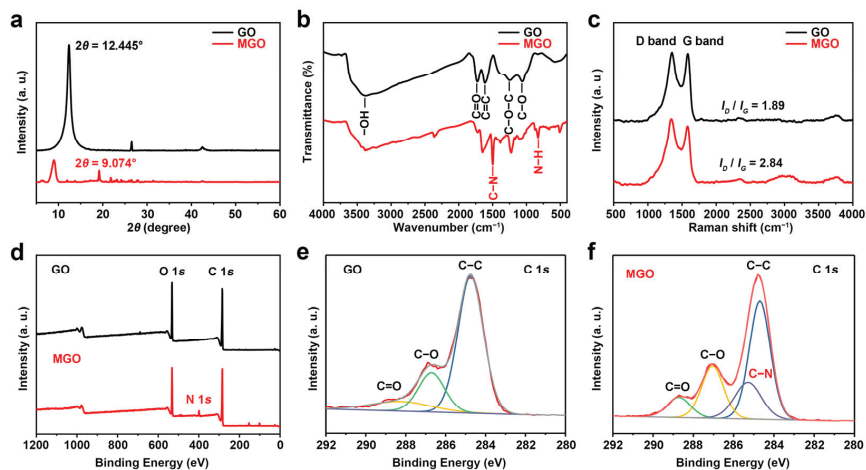 a
GO
MGO
2θ = 12.445°
2θ = 9.074°
Intensity (a. u.)
10 20 30 40 50 60
2θ (degree)
b
GO
MGO
–OH
C=O
C=C
C–O–C
C–O
C–N
N–H
Transmittance (%)
4000 3500 3000 2500 2000 1500 1000 500
Wavenumber (cm⁻¹)
c
GO
MGO
D band G band
I_D / I_G = 1.89
I_D / I_G = 2.84
Intensity (a. u.)
500 1000 1500 2000 2500 3000 3500 4000
Raman shift (cm⁻¹)
d
GO
O 1s C 1s
MGO
N 1s
Intensity (a. u.)
1200 1000 800 600 400 200 0
Binding Energy (eV)
e
GO
C–C
C 1s
C–O
C=O
Intensity (a. u.)
292 290 288 286 284 282 280
Binding Energy (eV)
f
MGO
C–C
C 1s
C–O
C–N
C=O
Intensity (a. u.)
292 290 288 286 284 282 280
Binding Energy (eV)